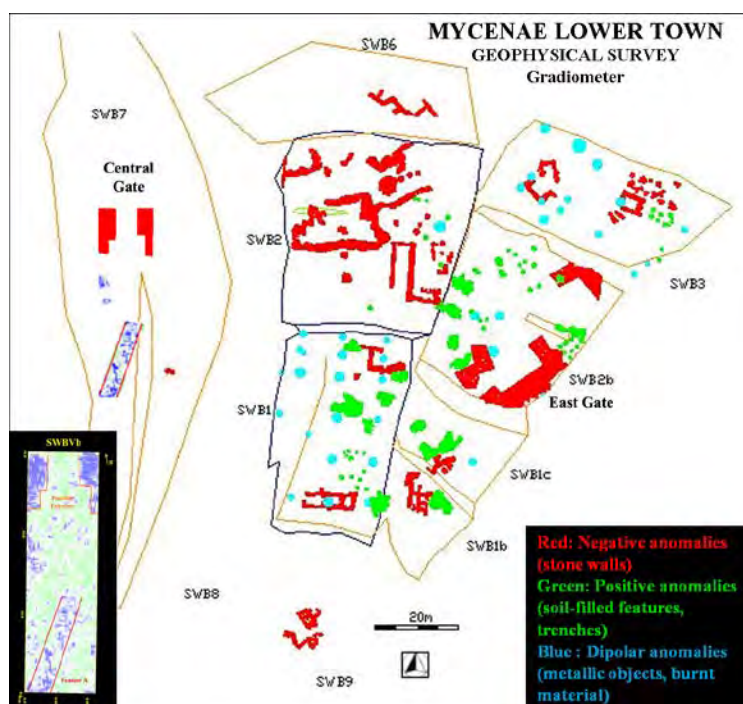 MYCENAE LOWER TOWN
GEOPHYSICAL SURVEY
Gradiometer
SWB6
SWB7
Central
Gate
SWB2
SWB3
SWB2b
East Gate
SWB1
SWB1c
SWB1b
SWB8
SWB9
20m
SWBVb
Red: Negative anomalies
(stone walls)
Green: Positive anomalies
(soil-filled features,
trenches)
Blue : Dipolar anomalies
(metallic objects, burnt
material)